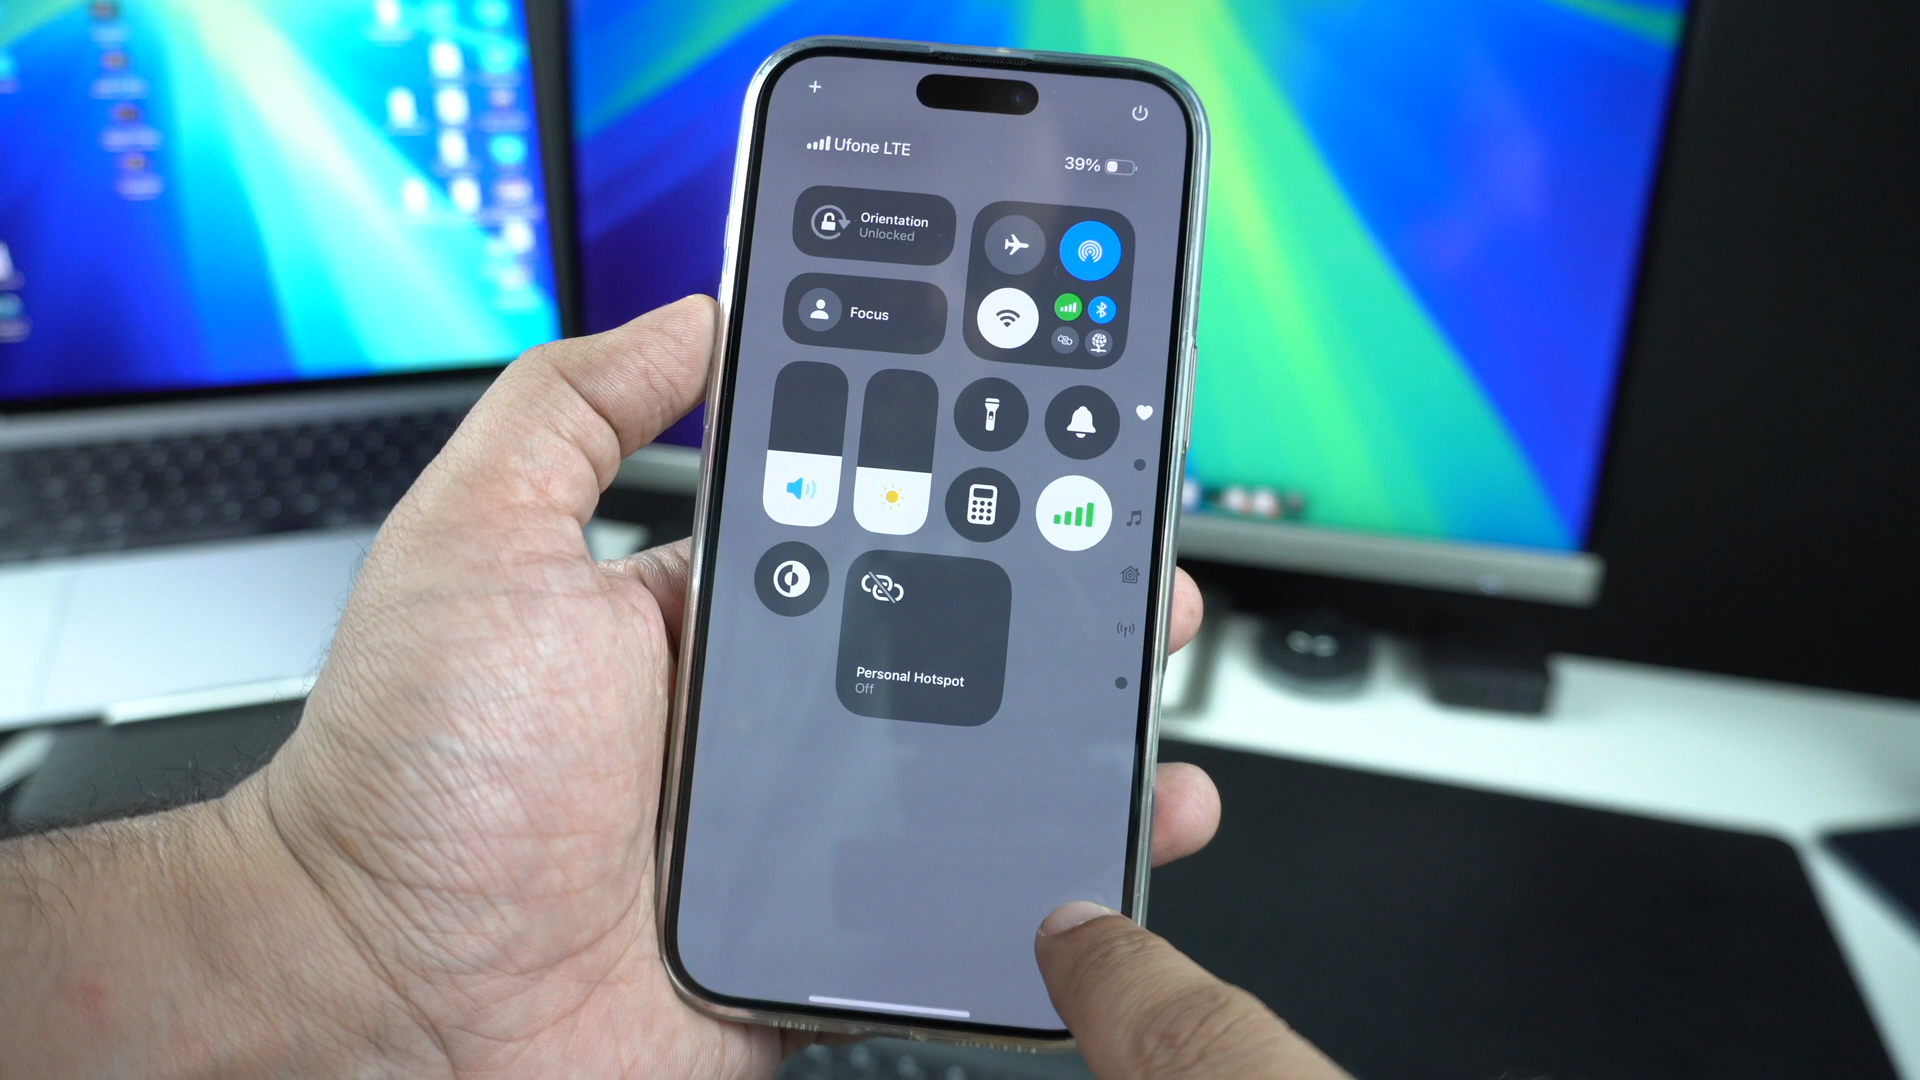 Ufone LTE
39%
Orientation
Unlocked
Focus
Personal Hotspot
Off